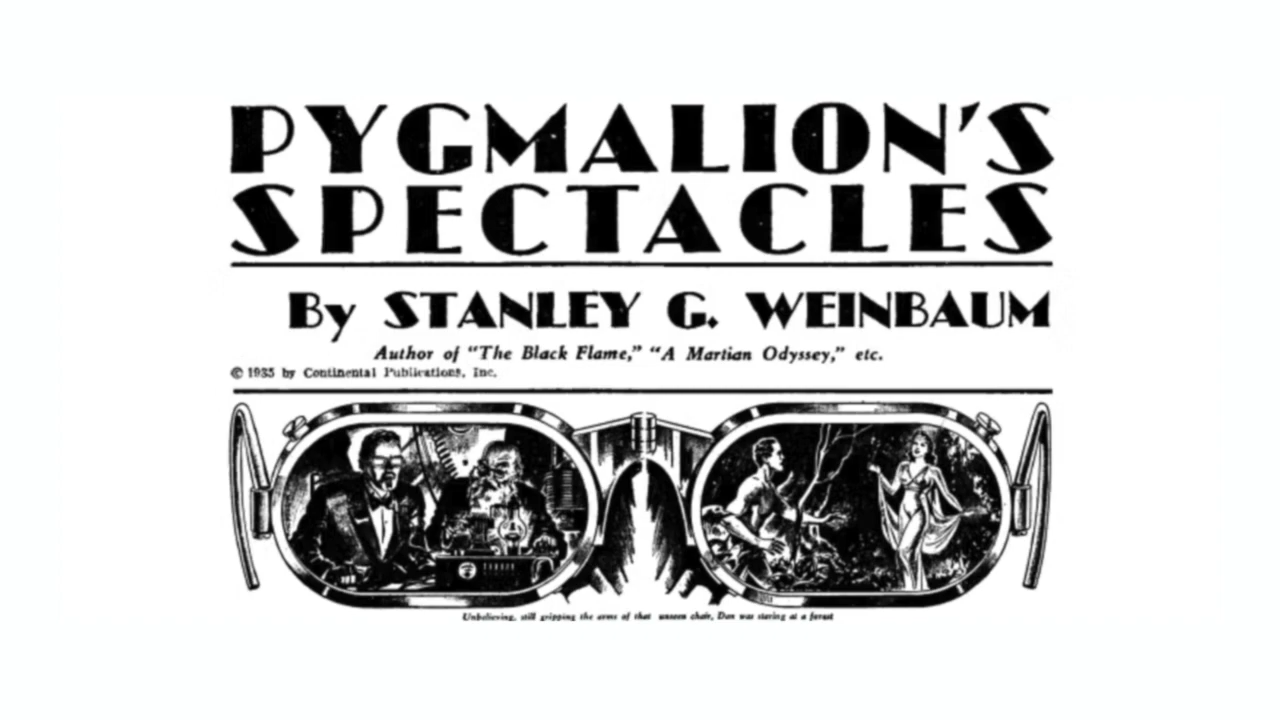 PYGMALION'S
SPECTACLES
By STANLEY G. WEINBAUM
Author of "The Black Flame," "A Martian Odyssey," etc.
© 1935 by Continental Publications, Inc.
Unbelieving, still gripping the arms of that unseen chair, Dan was staring at a forest